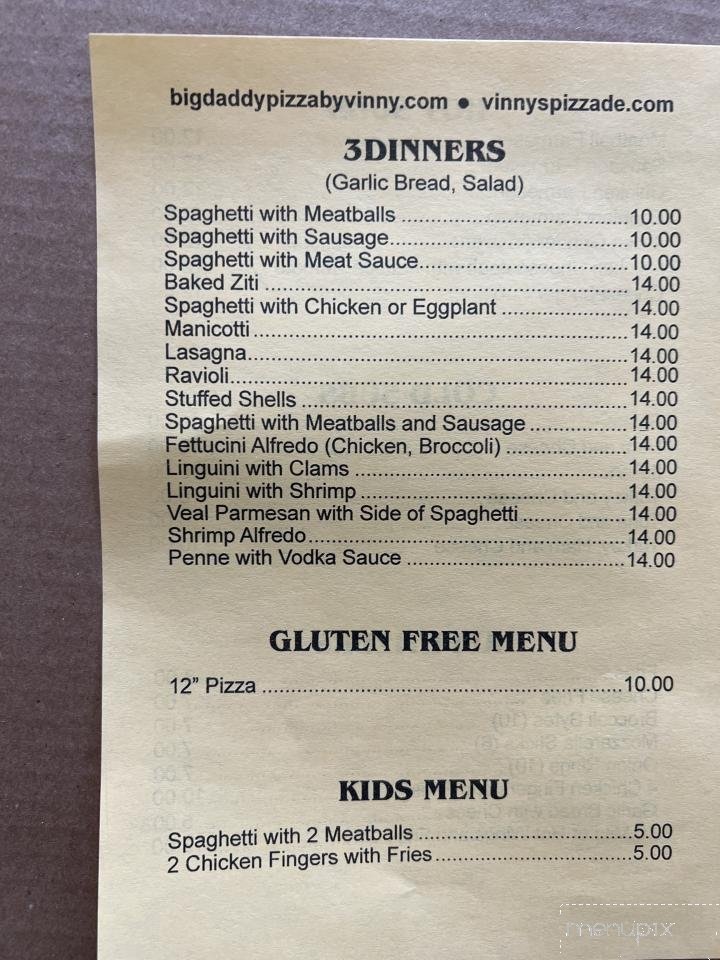 bigdaddypizzabyvinny.com ● vinnyspizzade.com
3DINNERS
(Garlic Bread, Salad)
Spaghetti with Meatballs ........................................10.00
Spaghetti with Sausage..........................................10.00
Spaghetti with Meat Sauce.....................................10.00
Baked Ziti ...............................................................14.00
Spaghetti with Chicken or Eggplant ......................14.00
Manicotti .................................................................14.00
Lasagna..................................................................14.00
Ravioli.....................................................................14.00
Stuffed Shells .........................................................14.00
Spaghetti with Meatballs and Sausage .................14.00
Fettucini Alfredo (Chicken, Broccoli) .....................14.00
Linguini with Clams ...............................................14.00
Linguini with Shrimp ..............................................14.00
Veal Parmesan with Side of Spaghetti..................14.00
Shrimp Alfredo.......................................................14.00
Penne with Vodka Sauce ......................................14.00
GLUTEN FREE MENU
12” Pizza ..............................................................10.00
KIDS MENU
Spaghetti with 2 Meatballs .....................................5.00
2 Chicken Fingers with Fries..................................5.00
menupix